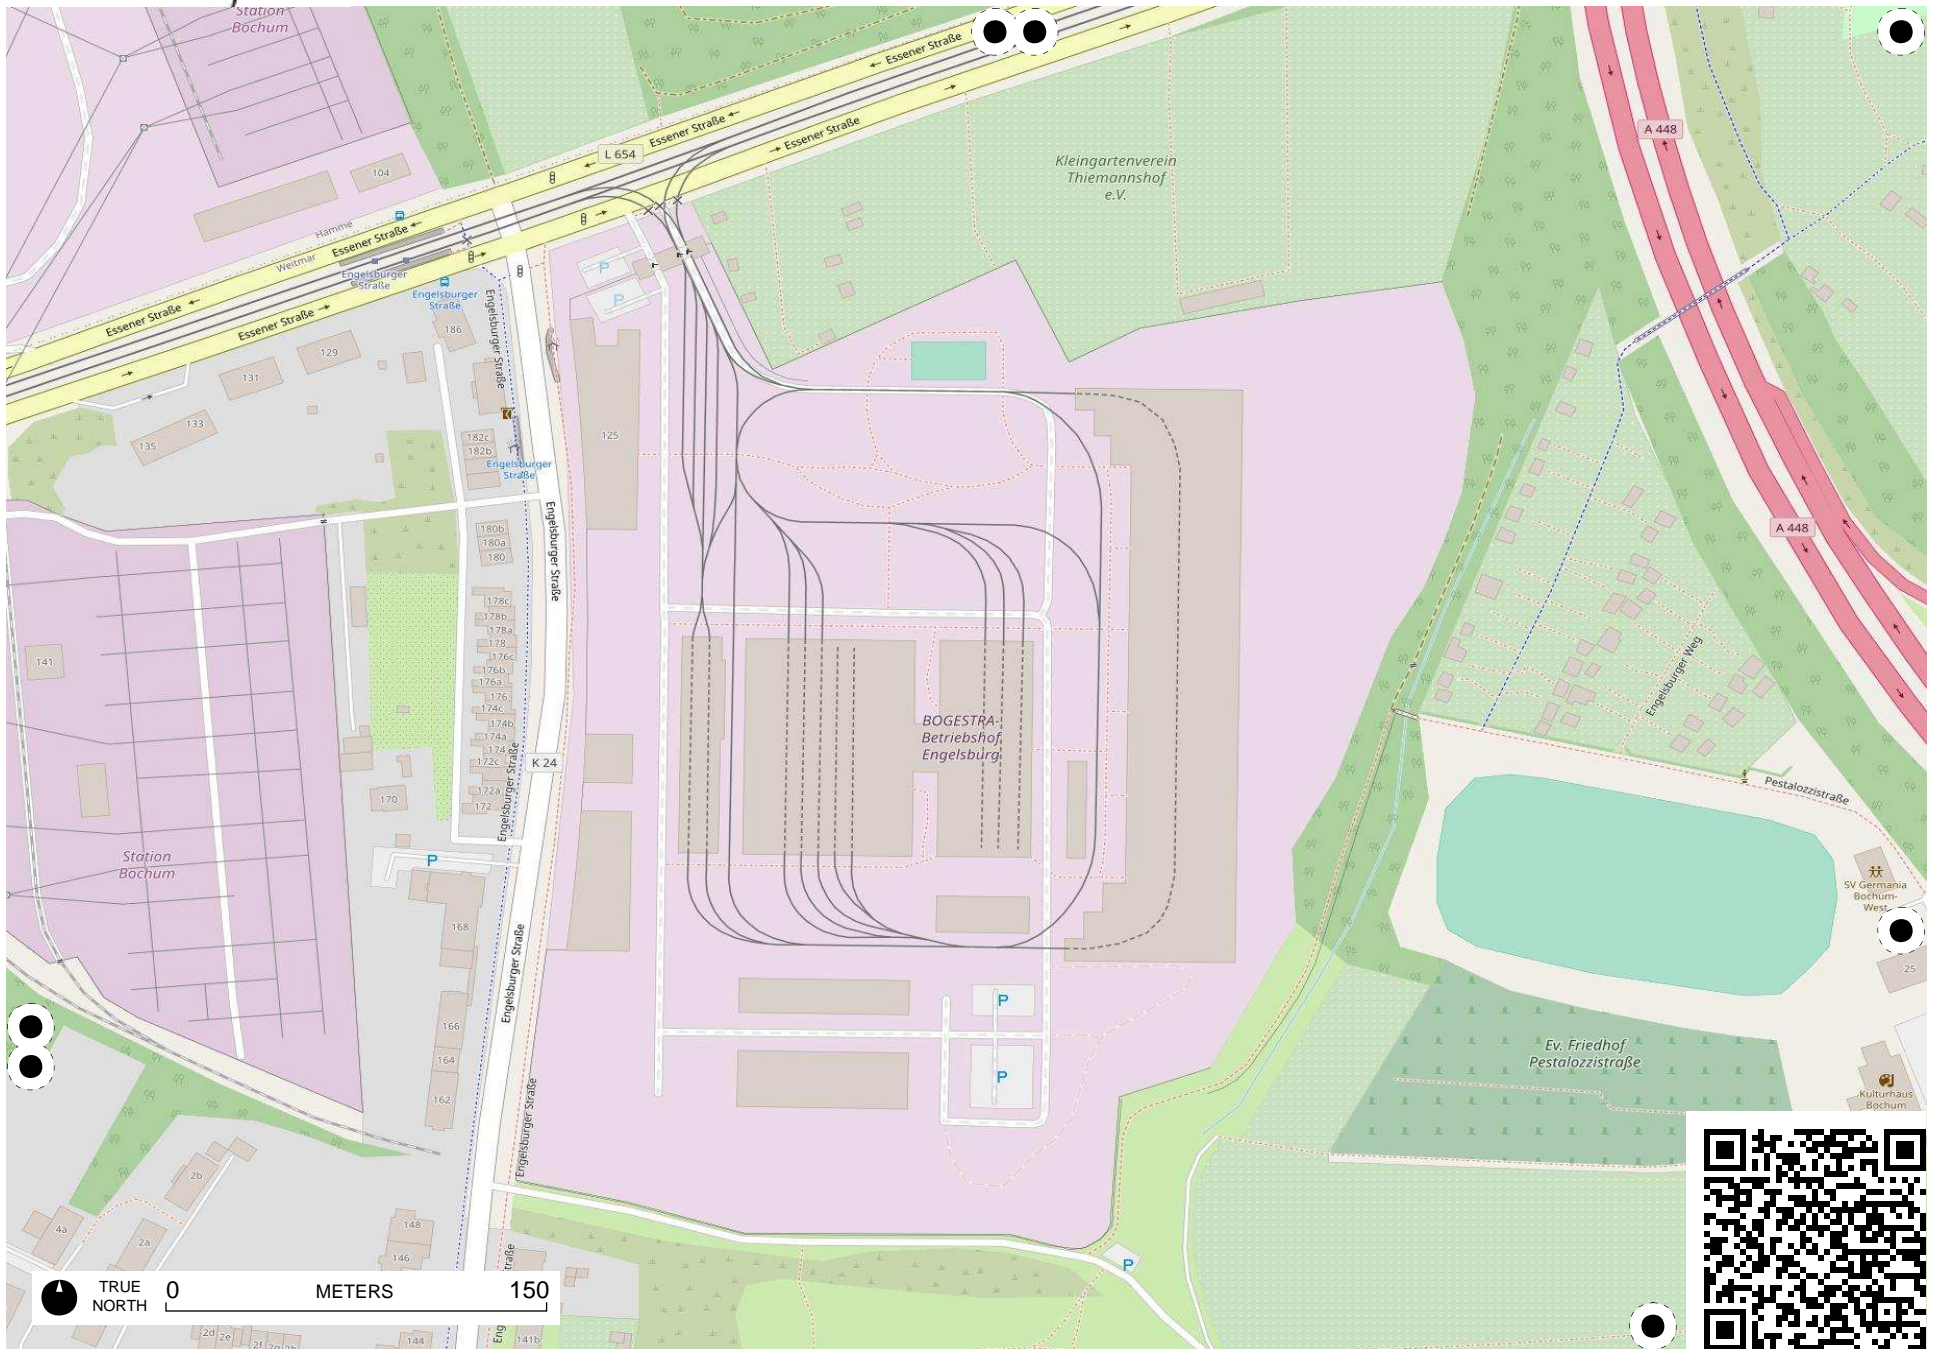 Station
Bochum
Essener Straße
Essener Straße
L 654
Essener Straße
A 448
Kleingartenverein
Thiemannshof
e.V.
104
Hamme
Essener Straße
Weitmar
Engelsburger
Straße
Engelsburger
Straße
P
P
Essener Straße
Essener Straße
Engelsburger Straße
186
129
131
133
135
125
182c
182b
Engelsburger
Straße
Engelsburger Straße
180b
180a
180
A 448
178c
178b
178a
178
176c
176b
176a
176
174c
174b
174a
174
172c
172a
172
141
Engelsburger Weg
BOGESTRA-
Betriebshof
Engelsburg
K 24
Engelsburger Straße
170
Pestalozzistraße
Station
Bochum
P
SV Germania
Bochum-
West
168
Engelsburger Straße
25
P
166
164
162
Ev. Friedhof
Pestalozzistraße
P
Kulturhaus
Bochum
Engelsburger Straße
2b
4a
2a
148
146
P
TRUE
NORTH
0
METERS
150
2d
2e
2f
144
141b